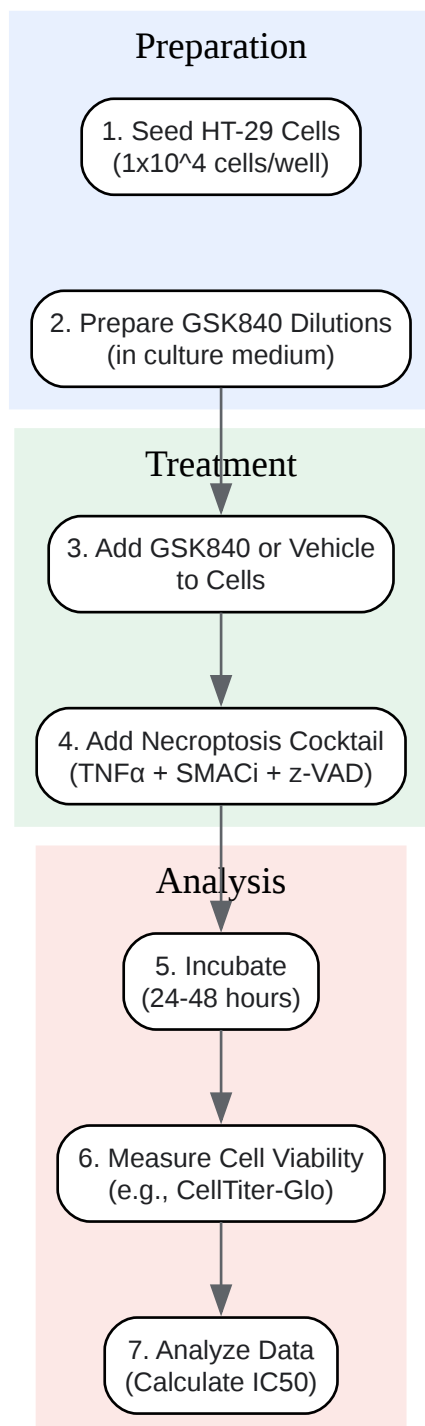 Preparation
1. Seed HT-29 Cells
(1x10^4 cells/well)
2. Prepare GSK840 Dilutions
(in culture medium)
Treatment
3. Add GSK840 or Vehicle
to Cells
4. Add Necroptosis Cocktail
(TNFα + SMACi + z-VAD)
Analysis
5. Incubate
(24-48 hours)
6. Measure Cell Viability
(e.g., CellTiter-Glo)
7. Analyze Data
(Calculate IC50)